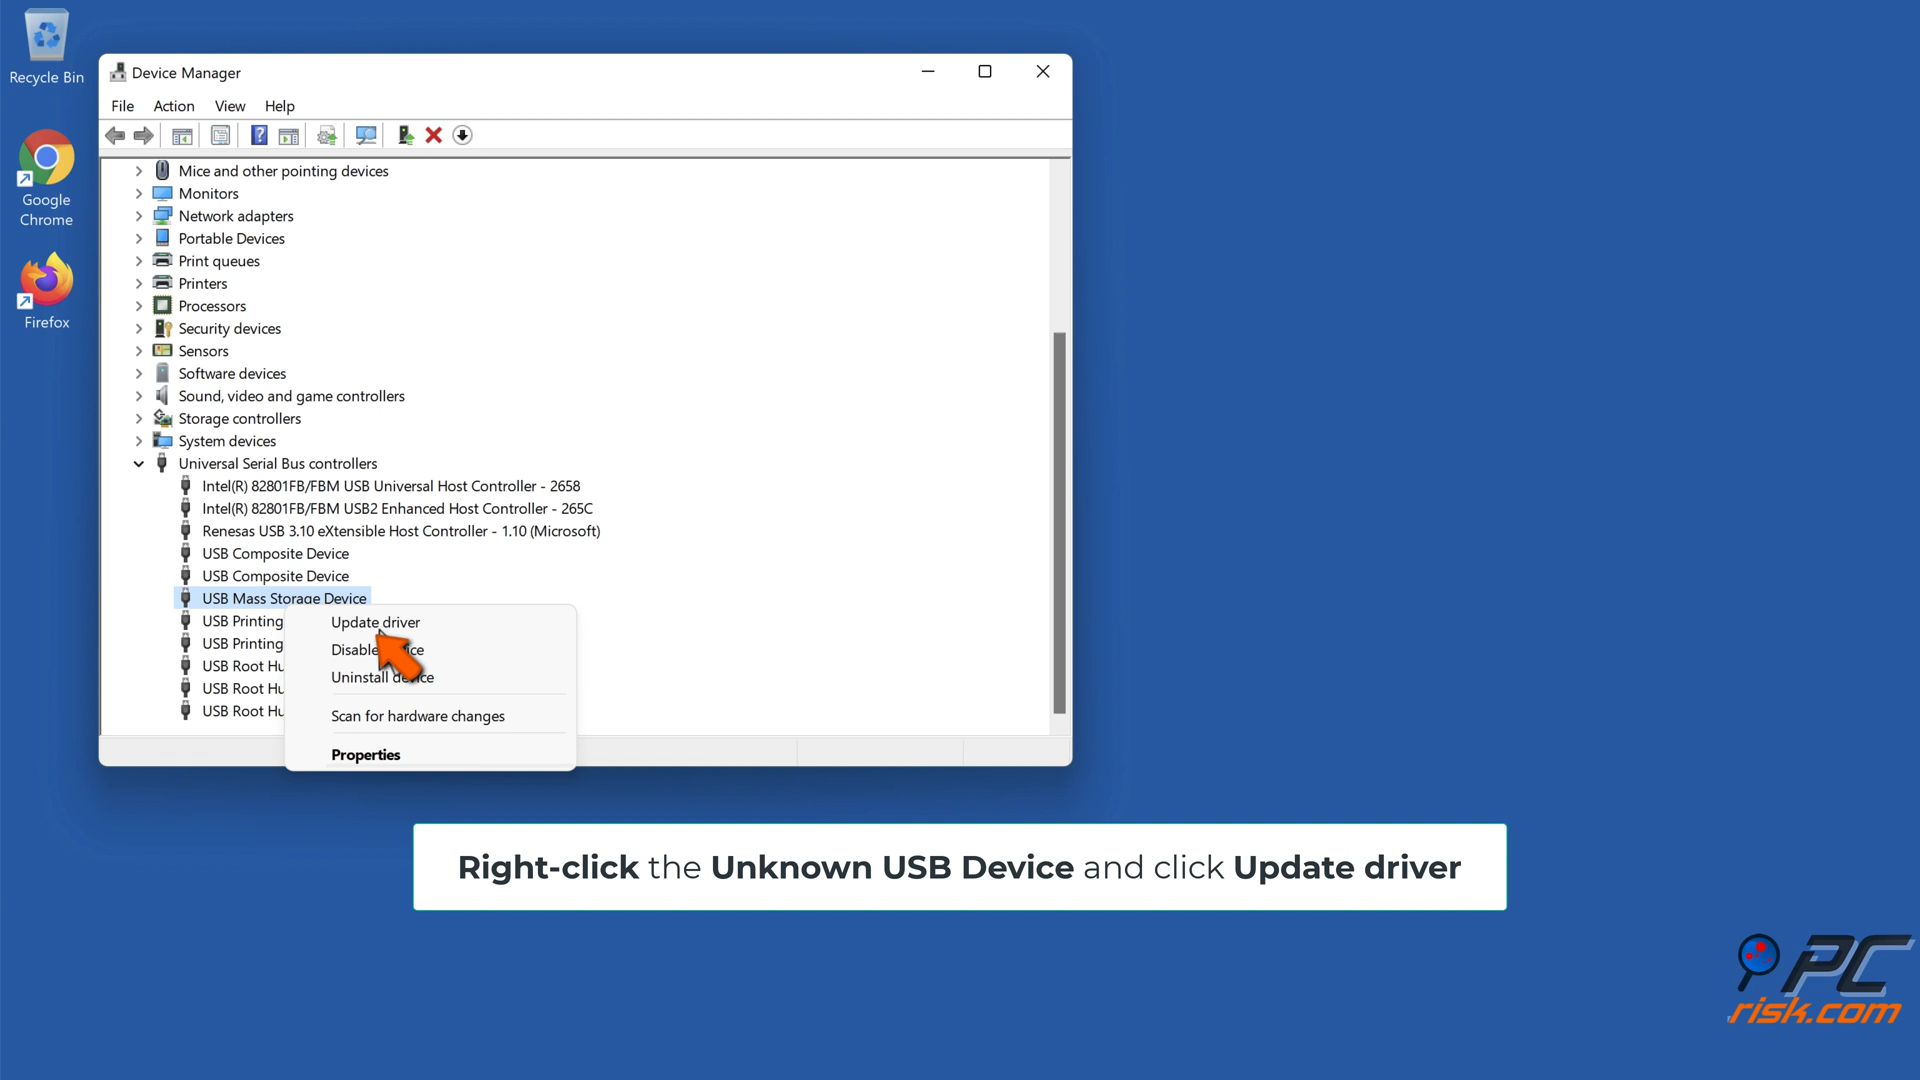 Recycle Bin
Google
Chrome
Firefox
Device Manager
File Action View Help
Mice and other pointing devices
Monitors
Network adapters
Portable Devices
Print queues
Printers
Processors
Security devices
Sensors
Software devices
Sound, video and game controllers
Storage controllers
System devices
Universal Serial Bus controllers
Intel(R) 82801FB/FBM USB Universal Host Controller - 2658
Intel(R) 82801FB/FBM USB2 Enhanced Host Controller - 265C
Renesas USB 3.10 eXtensible Host Controller - 1.10 (Microsoft)
USB Composite Device
USB Composite Device
USB Mass Storage Device
USB Printing
USB Printing
USB Root Hu
USB Root Hu
USB Root Hu
Update driver
Disable
Uninstall device
Scan for hardware changes
Properties
Right-click the Unknown USB Device and click Update driver
PC
risk.com